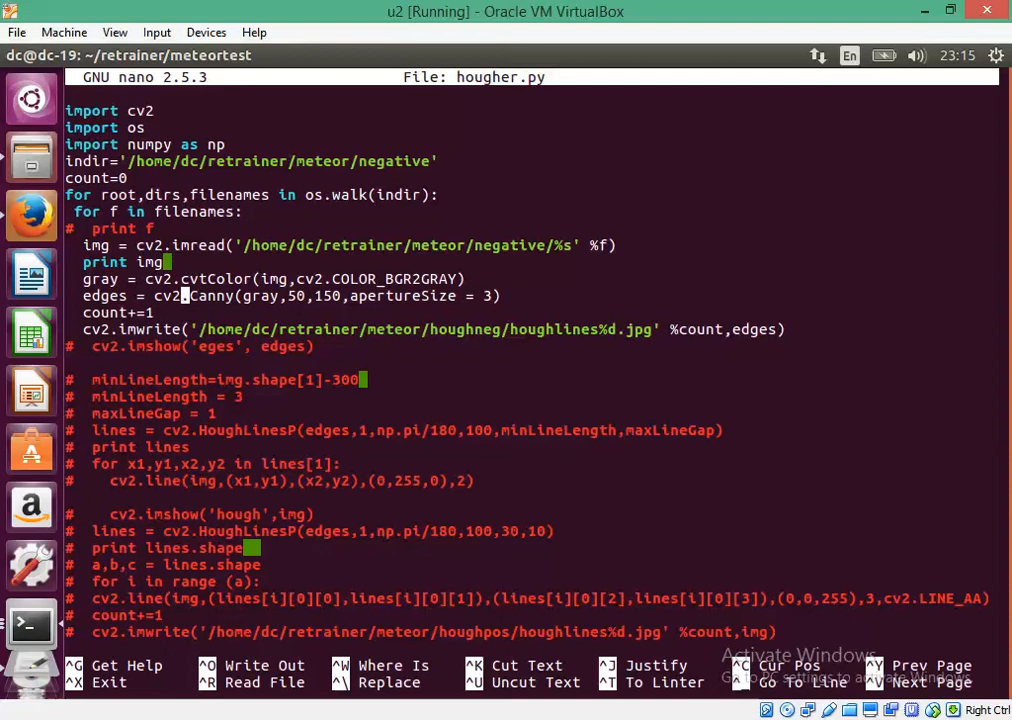 u2 [Running] - Oracle VM VirtualBox
File Machine View Input Devices Help
dc@dc-19: ~/retrainer/meteortest En 23:15
GNU nano 2.5.3 File: hougher.py
import cv2
import os
import numpy as np
indir='/home/dc/retrainer/meteor/negative'
count=0
for root,dirs,filenames in os.walk(indir):
 for f in filenames:
#  print f
  img = cv2.imread('/home/dc/retrainer/meteor/negative/%s' %f)
  print img
  gray = cv2.cvtColor(img,cv2.COLOR_BGR2GRAY)
  edges = cv2.Canny(gray,50,150,apertureSize = 3)
  count+=1
  cv2.imwrite('/home/dc/retrainer/meteor/houghneg/houghlines%d.jpg' %count,edges)
#  cv2.imshow('eges', edges)
#  minLineLength=img.shape[1]-300
#  minLineLength = 3
#  maxLineGap = 1
#  lines = cv2.HoughLinesP(edges,1,np.pi/180,100,minLineLength,maxLineGap)
#  print lines
#  for x1,y1,x2,y2 in lines[1]:
#    cv2.line(img,(x1,y1),(x2,y2),(0,255,0),2)
#    cv2.imshow('hough',img)
#  lines = cv2.HoughLinesP(edges,1,np.pi/180,100,30,10)
#  print lines.shape
#  a,b,c = lines.shape
#  for i in range (a):
#  cv2.line(img,(lines[i][0][0],lines[i][0][1]),(lines[i][0][2],lines[i][0][3]),(0,0,255),3,cv2.LINE_AA)
#  count+=1
#  cv2.imwrite('/home/dc/retrainer/meteor/houghpos/houghlines%d.jpg' %count,img)
Activate Windows
^G Get Help ^O Write Out ^W Where Is ^K Cut Text ^J Justify ^C Cur Pos ^Y Prev Page
Go to PC settings to activate Windows.
^X Exit ^R Read File ^\ Replace ^U Uncut Text ^T To Linter ^_ Go To Line ^V Next Page
Right Ctrl